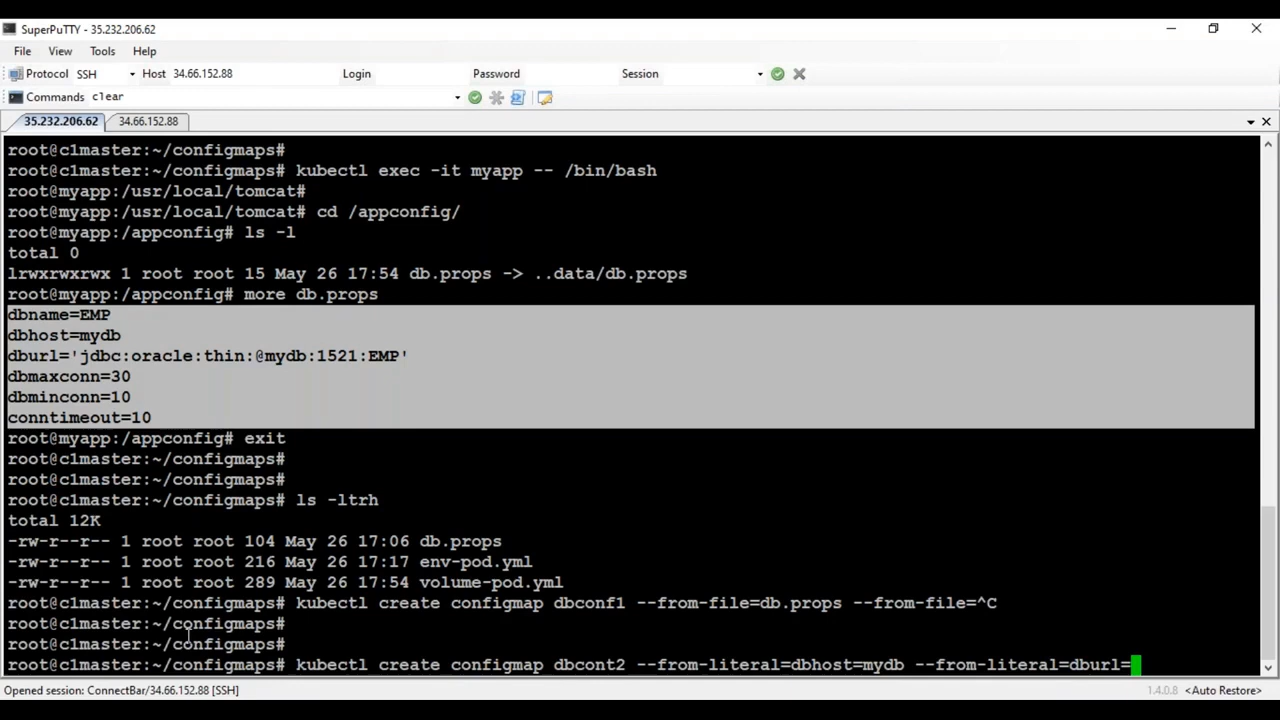 SuperPuTTY - 35.232.206.62
File View Tools Help
Protocol SSH Host 34.66.152.88 Login Password Session
Commands clear
35.232.206.62 34.66.152.88
root@c1master:~/configmaps#
root@c1master:~/configmaps# kubectl exec -it myapp -- /bin/bash
root@myapp:/usr/local/tomcat#
root@myapp:/usr/local/tomcat# cd /appconfig/
root@myapp:/appconfig# ls -l
total 0
lrwxrwxrwx 1 root root 15 May 26 17:54 db.props -> ..data/db.props
root@myapp:/appconfig# more db.props
dbname=EMP
dbhost=mydb
dburl='jdbc:oracle:thin:@mydb:1521:EMP'
dbmaxconn=30
dbminconn=10
conntimeout=10
root@myapp:/appconfig# exit
root@c1master:~/configmaps#
root@c1master:~/configmaps#
root@c1master:~/configmaps# ls -ltrh
total 12K
-rw-r--r-- 1 root root 104 May 26 17:06 db.props
-rw-r--r-- 1 root root 216 May 26 17:17 env-pod.yml
-rw-r--r-- 1 root root 289 May 26 17:54 volume-pod.yml
root@c1master:~/configmaps# kubectl create configmap dbconf1 --from-file=db.props --from-file=^C
root@c1master:~/configmaps#
root@c1master:~/configmaps#
root@c1master:~/configmaps# kubectl create configmap dbcont2 --from-literal=dbhost=mydb --from-literal=dburl=
Opened session: ConnectBar/34.66.152.88 [SSH] 1.4.0.8 <Auto Restore>